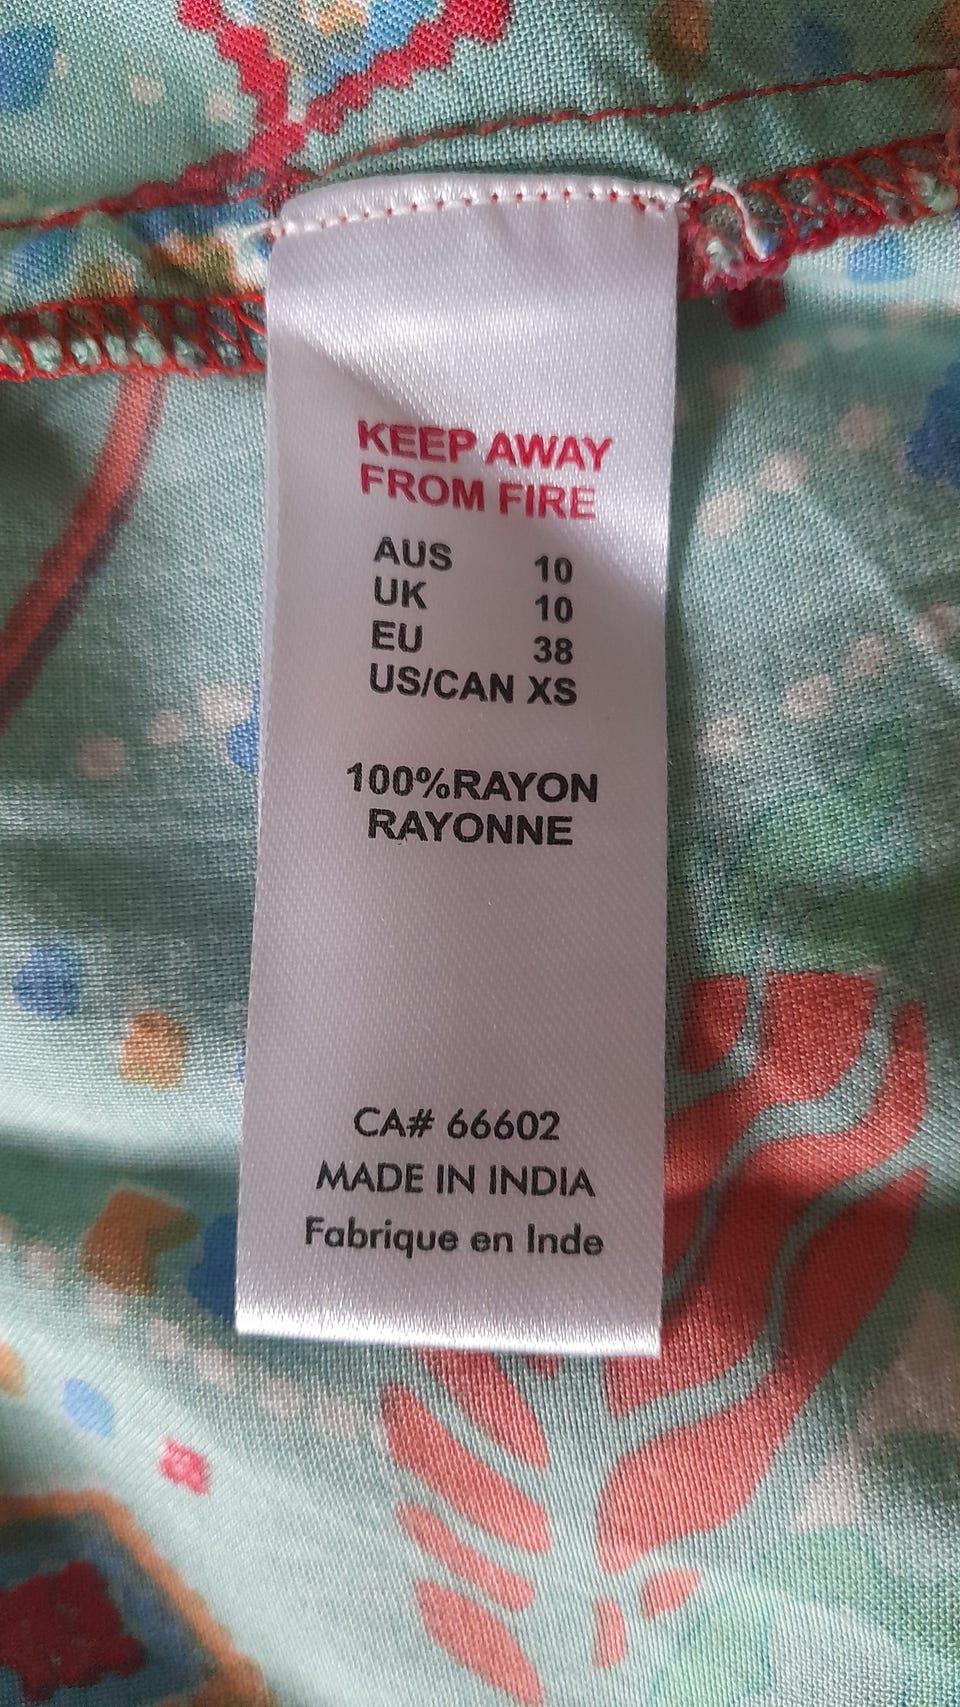 KEEP AWAY
FROM FIRE
AUS 10
UK 10
EU 38
US/CAN XS
100%RAYON
RAYONNE
CA# 66602
MADE IN INDIA
Fabrique en Inde